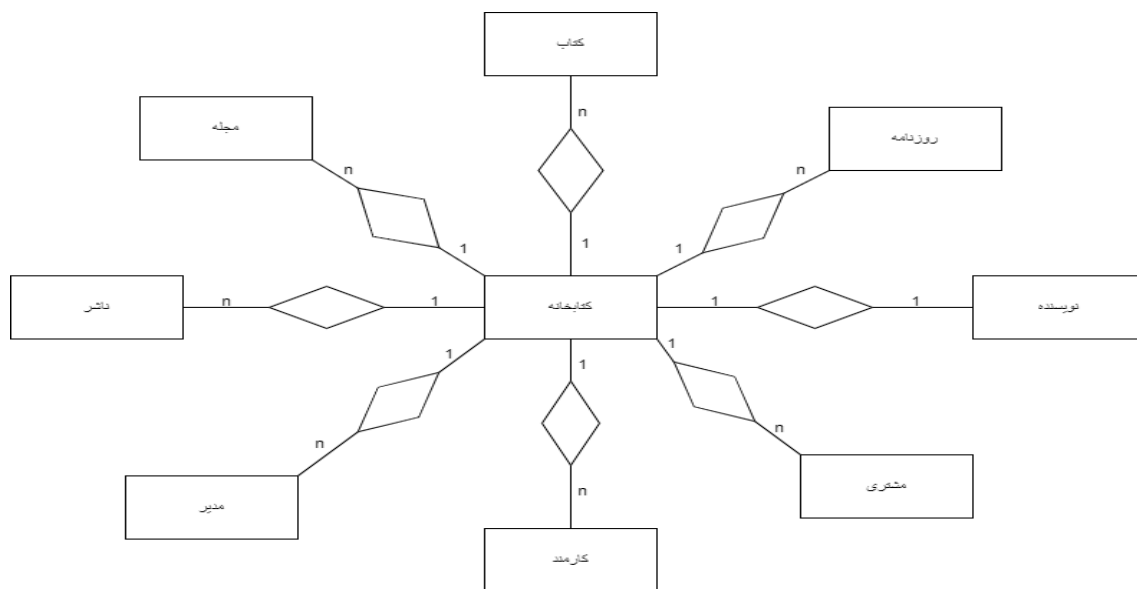 کتاب
n
1
مجله
n
1
روزنامه
n
1
ناشر
n
1
کتابخانه
1
1
نویسنده
1
n
مدیر
1
n
کارمند
1
n
مشتری